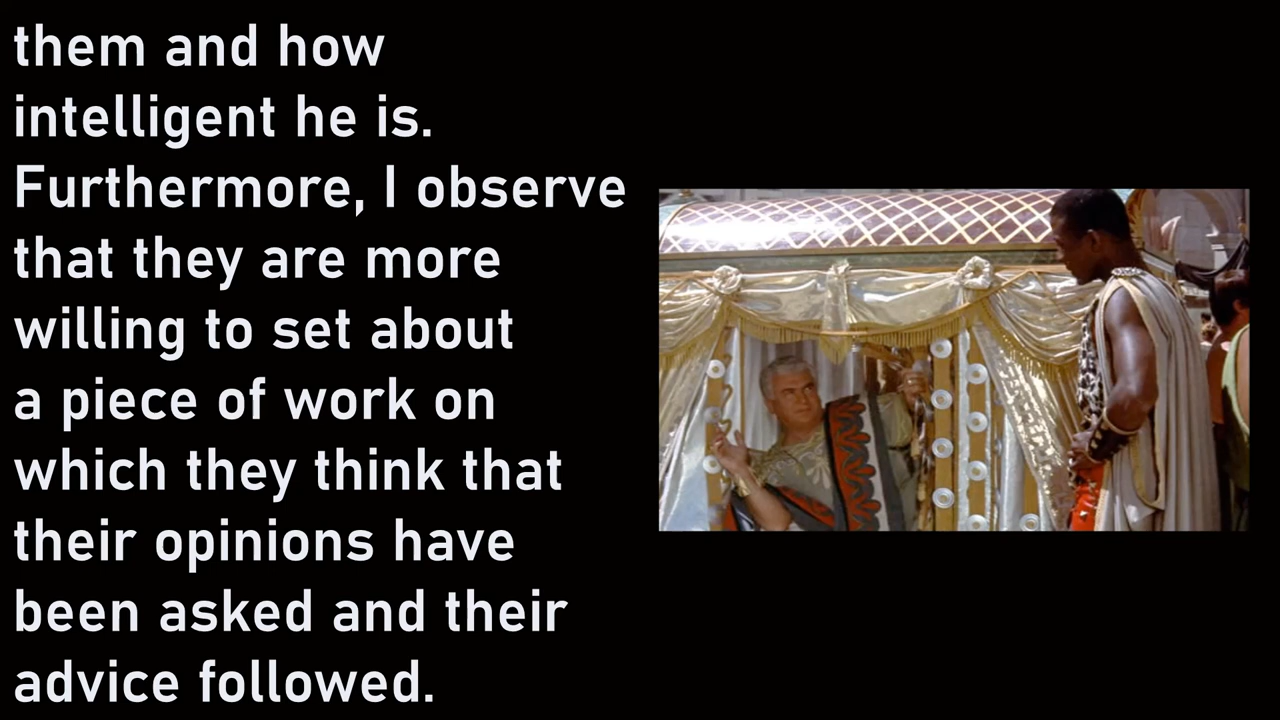 them and how
intelligent he is.
Furthermore, I observe
that they are more
willing to set about
a piece of work on
which they think that
their opinions have
been asked and their
advice followed.